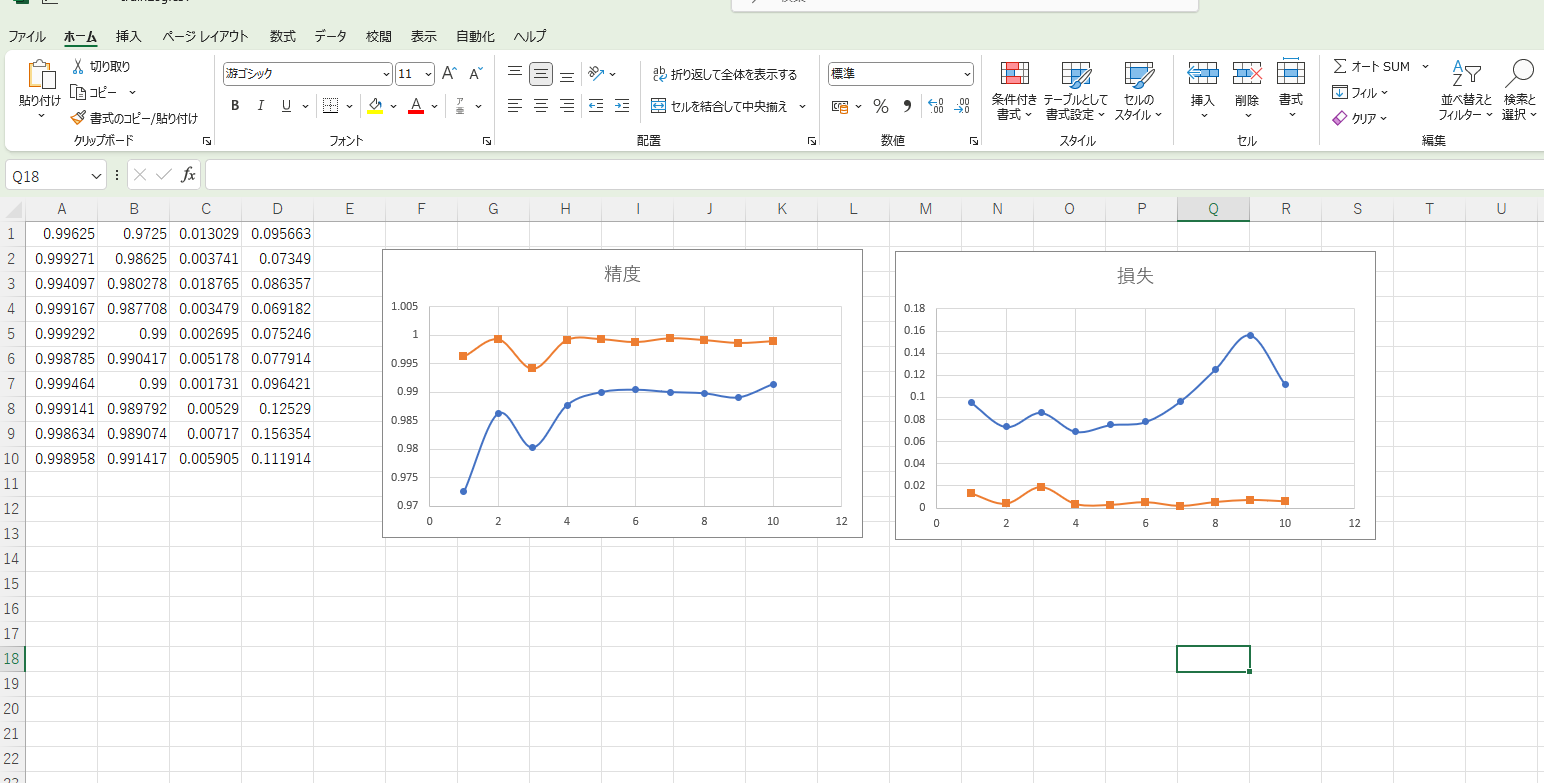 ファイル ホーム 挿入 ページ レイアウト 数式 データ 校閲 表示 自動化 ヘルプ
貼り付け
切り取り
コピー
書式のコピー/貼り付け
クリップボード
游ゴシック 11 A A
B I U A
フォント
ab 折り返して全体を表示する
セルを結合して中央揃え
配置
標準
% 9 .00 .00
数値
条件付き書式
テーブルとして書式設定
セルのスタイル
スタイル
挿入 削除 書式
セル
オート SUM
フィル
クリア
並べ替えとフィルター
検索と選択
編集
Q18 fx
A B C D E F G H I J K L M N O P Q R S T U
1 0.99625 0.9725 0.013029 0.095663
2 0.999271 0.98625 0.003741 0.07349
3 0.994097 0.980278 0.018765 0.086357
4 0.999167 0.987708 0.003479 0.069182
5 0.999292 0.99 0.002695 0.075246
6 0.998785 0.990417 0.005178 0.077914
7 0.999464 0.99 0.001731 0.096421
8 0.999141 0.989792 0.00529 0.12529
9 0.998634 0.989074 0.00717 0.156354
10 0.998958 0.991417 0.005905 0.111914
11
12
13
14
15
16
17
18
19
20
21
22
精度
1.005
1
0.995
0.99
0.985
0.98
0.975
0.97
0 2 4 6 8 10 12
損失
0.18
0.16
0.14
0.12
0.1
0.08
0.06
0.04
0.02
0
0 2 4 6 8 10 12